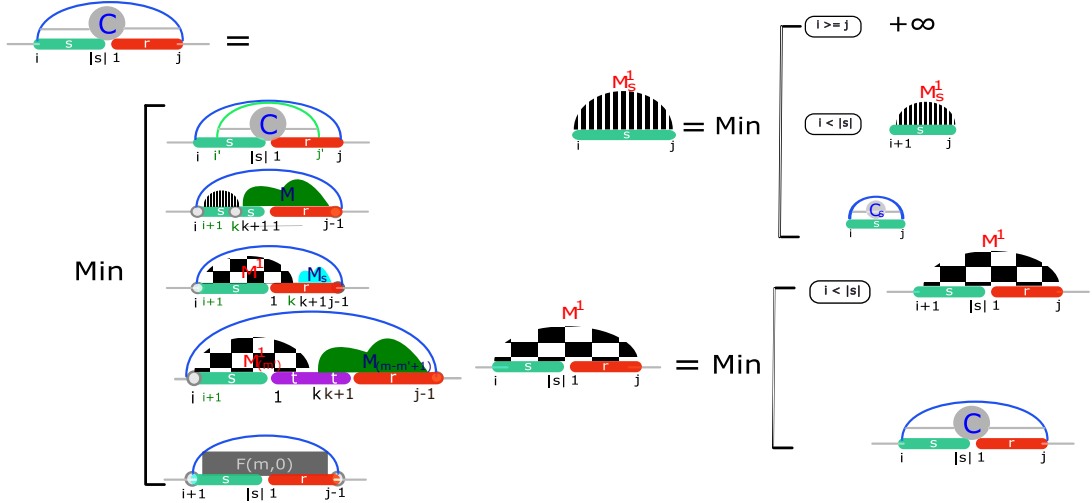 C
=
s r
i |s| 1 j
Min
C
s r
i i' |s| 1 j' j
M
s s r
i i+1 k k+1 1 j-1
M¹ Mₛ
s r
i i+1 1 k k+1 j-1
M¹(m') M(m-m'+1)
s t t r
i i+1 1 k k+1 j-1
F(m,0)
s r
i+1 |s| 1 j-1
M¹ₛ
s
i j
= Min
i >= j +∞
i < |s|
M¹ₛ
s
i+1 j
Cₛ
s
i j
M¹
s r
i |s| 1 j
= Min
i < |s|
M¹
s r
i+1 |s| 1 j
C
s r
i |s| 1 j